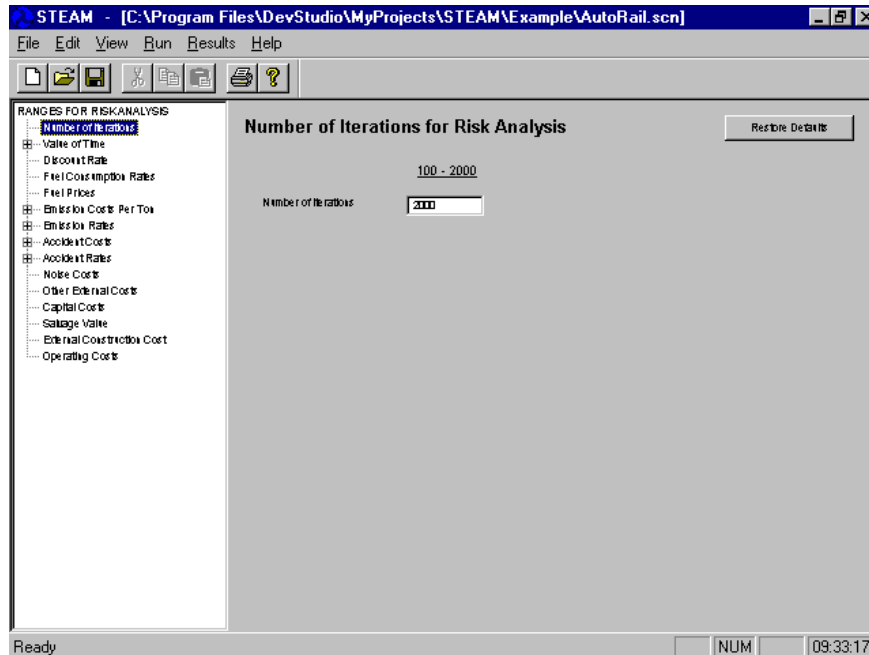 STEAM - [C:\Program Files\DevStudio\MyProjects\STEAM\Example\AutoRail.scn]
File Edit View Run Results Help
RANGES FOR RISK ANALYSIS
Number of Iterations
Value of Time
Discount Rate
Fuel Consumption Rates
Fuel Prices
Emission Costs Per Ton
Emission Rates
Accident Costs
Accident Rates
Noise Costs
Other External Costs
Capital Costs
Salvage Value
External Construction Cost
Operating Costs
Number of Iterations for Risk Analysis
Restore Defaults
100 - 2000
Number of Iterations
2000
Ready
NUM
09:33:17